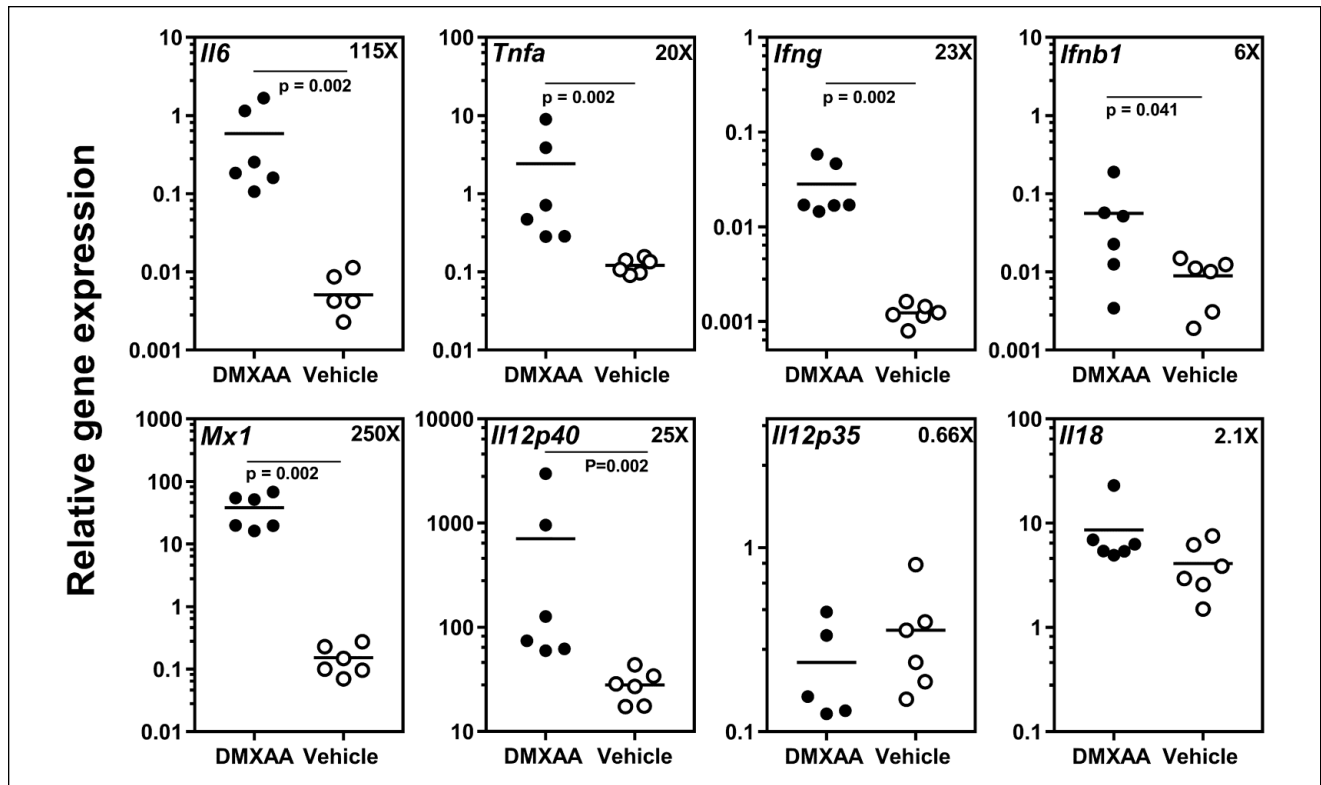 Relative gene expression
Il6 115X
p = 0.002
10
1
0.1
0.01
0.001
DMXAA Vehicle
Tnfa 20X
p = 0.002
100
10
1
0.1
0.01
DMXAA Vehicle
Ifng 23X
p = 0.002
1
0.1
0.01
0.001
DMXAA Vehicle
Ifnb1 6X
p = 0.041
10
1
0.1
0.01
0.001
DMXAA Vehicle
Mx1 250X
p = 0.002
1000
100
10
1
0.1
0.01
DMXAA Vehicle
Il12p40 25X
P=0.002
10000
1000
100
10
DMXAA Vehicle
Il12p35 0.66X
1
0.1
DMXAA Vehicle
Il18 2.1X
100
10
1
0.1
DMXAA Vehicle